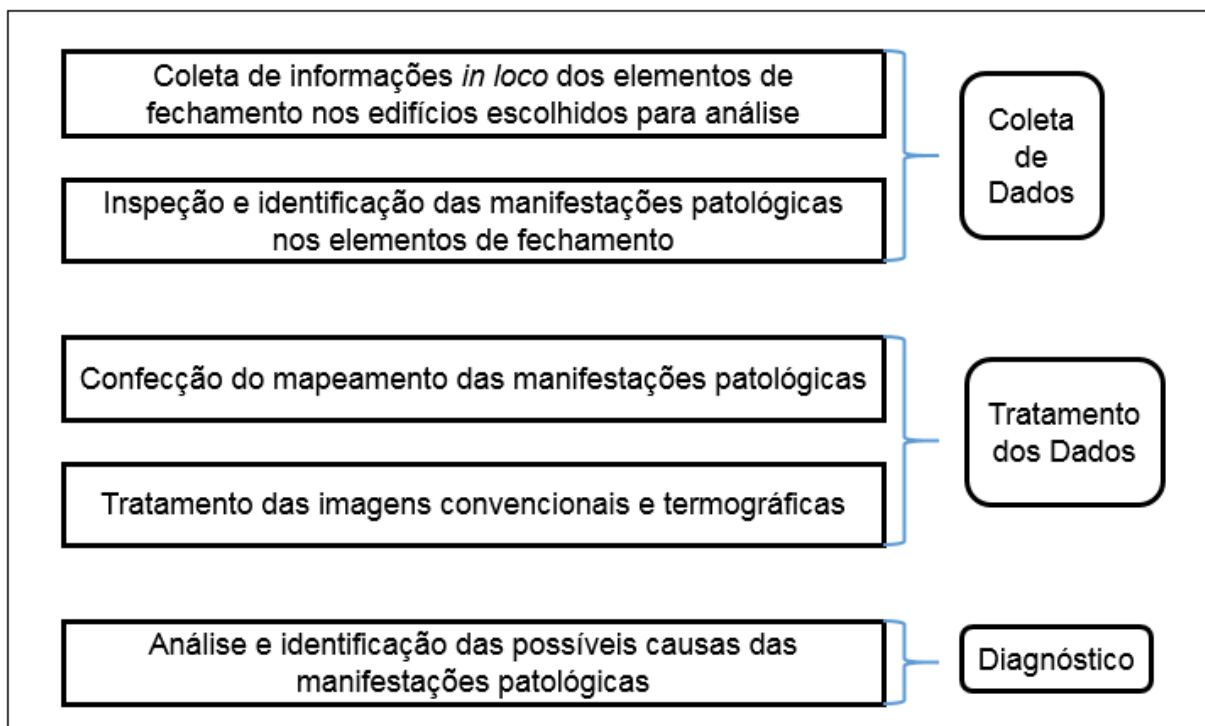 Coleta de informações in loco dos elementos de
fechamento nos edifícios escolhidos para análise
Inspeção e identificação das manifestações patológicas
nos elementos de fechamento
Coleta
de
Dados
Confecção do mapeamento das manifestações patológicas
Tratamento das imagens convencionais e termográficas
Tratamento
dos Dados
Análise e identificação das possíveis causas das
manifestações patológicas
Diagnóstico